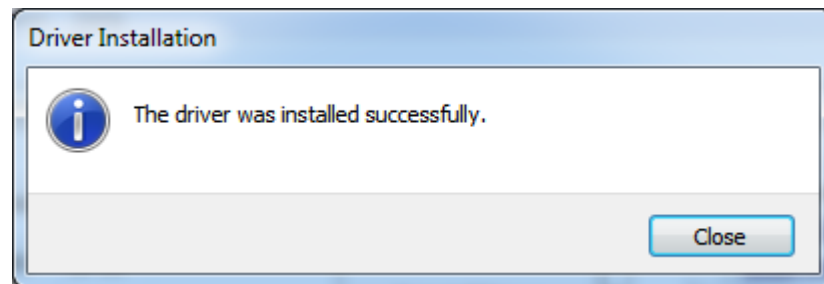 Driver Installation
The driver was installed successfully.
Close